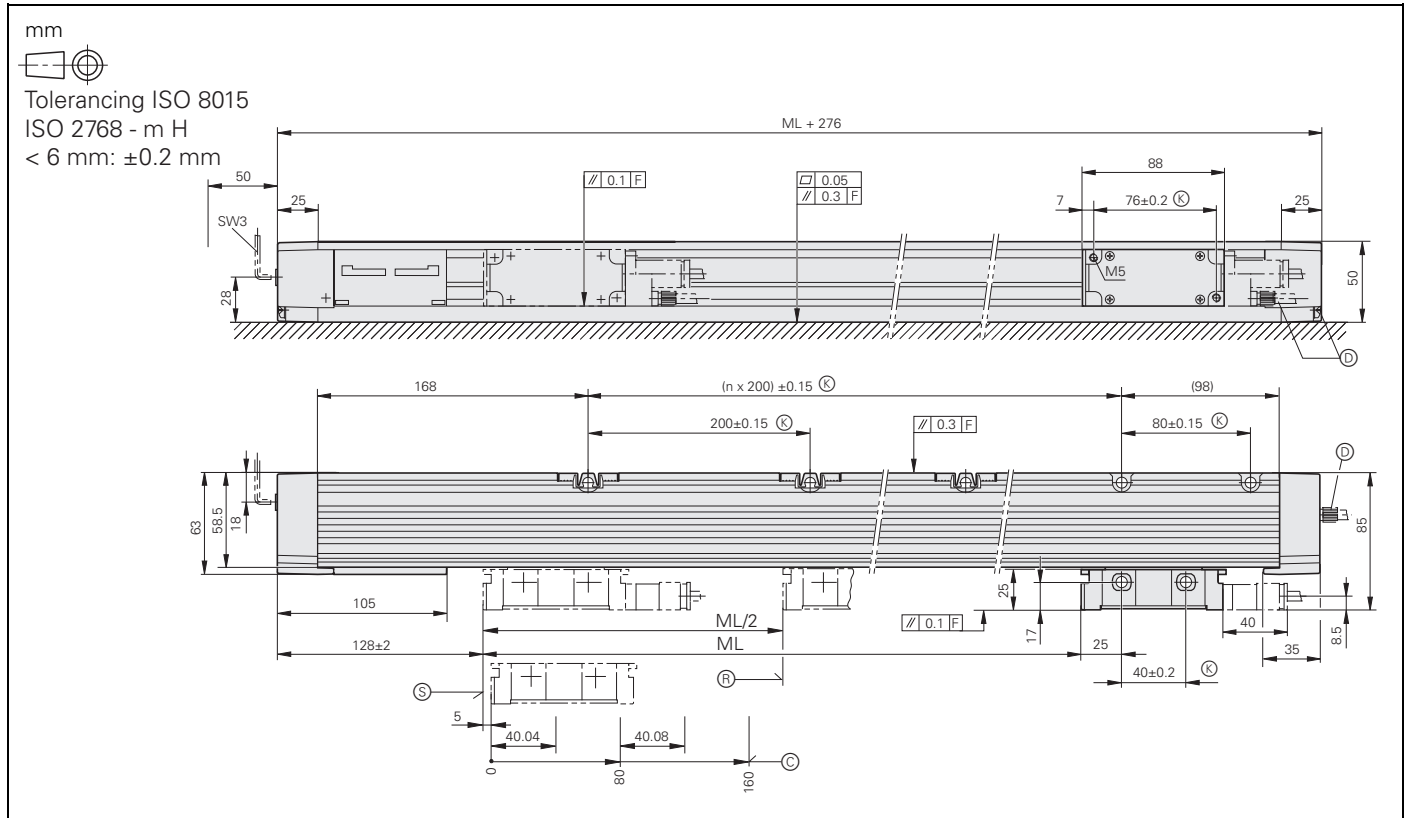 mm
Tolerancing ISO 8015
ISO 2768 - m H
< 6 mm: ±0.2 mm
ML + 276
50
25
// 0.1 F
⏥ 0.05
// 0.3 F
88
7
76±0.2 Ⓚ
25
SW3
M5
28
50
Ⓓ
168
(n x 200) ±0.15 Ⓚ
(98)
200±0.15 Ⓚ
// 0.3 F
80±0.15 Ⓚ
Ⓓ
63
58.5
18
85
105
25
17
// 0.1 F
40
8.5
ML/2
128±2
ML
25
35
40±0.2 Ⓚ
Ⓢ
Ⓡ
5
40.04
40.08
Ⓒ
0
80
160